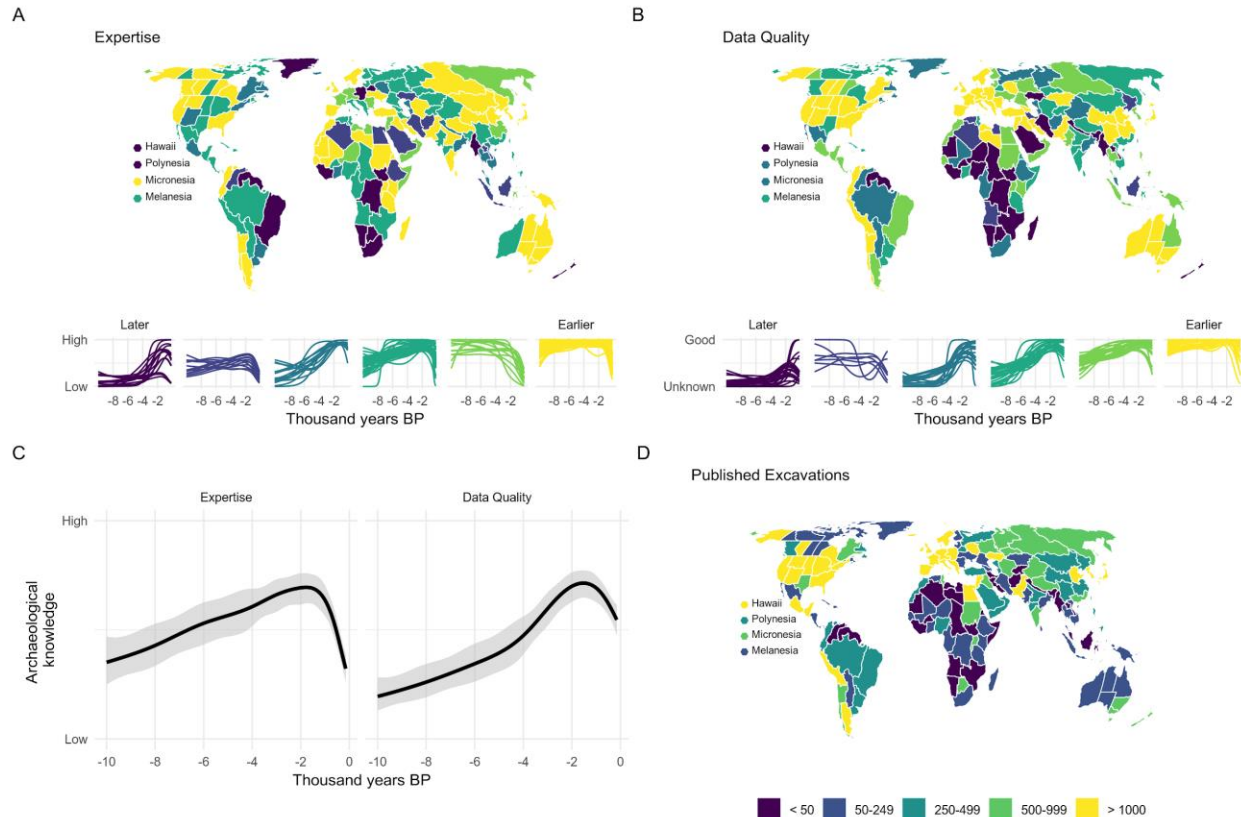 A
Expertise
Hawaii
Polynesia
Micronesia
Melanesia
Later
Earlier
High
Low
-8 -6 -4 -2 -8 -6 -4 -2 -8 -6 -4 -2 -8 -6 -4 -2 -8 -6 -4 -2 -8 -6 -4 -2
Thousand years BP
B
Data Quality
Hawaii
Polynesia
Micronesia
Melanesia
Later
Earlier
Good
Unknown
-8 -6 -4 -2 -8 -6 -4 -2 -8 -6 -4 -2 -8 -6 -4 -2 -8 -6 -4 -2 -8 -6 -4 -2
Thousand years BP
C
Expertise Data Quality
High
Low
Archaeological
knowledge
-10 -8 -6 -4 -2 0 -10 -8 -6 -4 -2 0
Thousand years BP
D
Published Excavations
Hawaii
Polynesia
Micronesia
Melanesia
< 50 50-249 250-499 500-999 > 1000